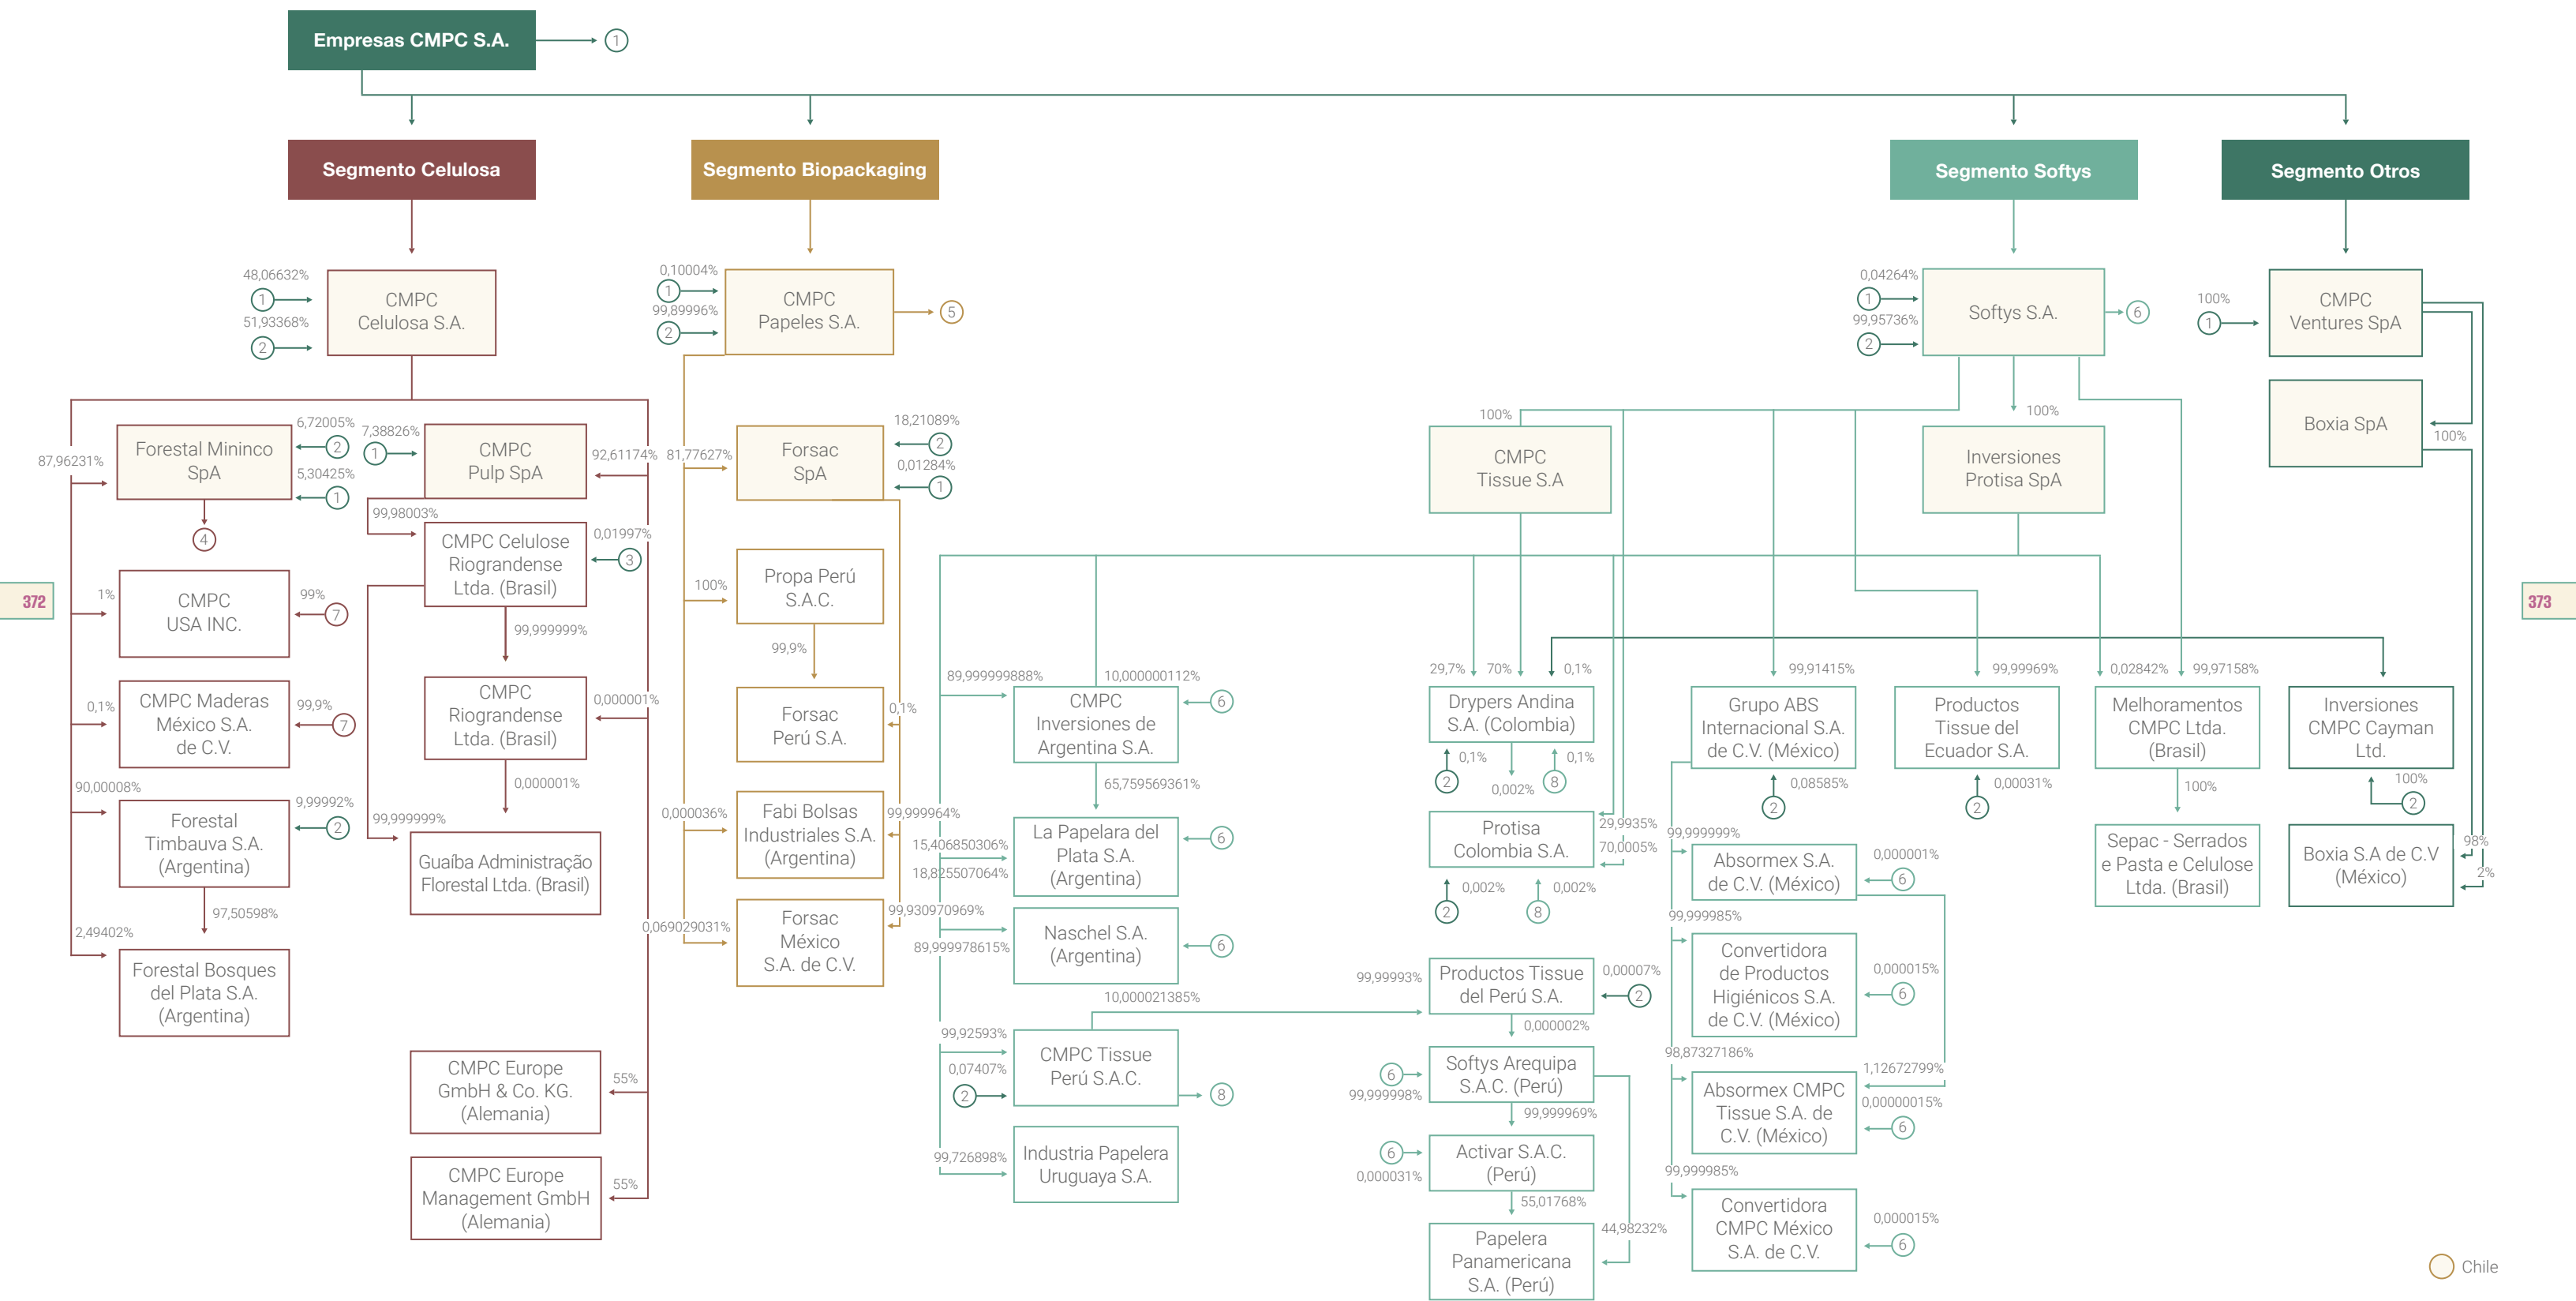 Empresas CMPC S.A.
1
Segmento Celulosa
Segmento Biopackaging
Segmento Softys
Segmento Otros
48,06632%
1
51,93368%
2
CMPC
Celulosa S.A.
0,10004%
1
99,89996%
2
CMPC
Papeles S.A.
5
0,04264%
1
99,95736%
2
Softys S.A.
6
100%
1
CMPC
Ventures SpA
Boxia SpA
100%
87,96231%
Forestal Mininco
SpA
6,72005%
2
5,30425%
1
4
7,38826%
1
CMPC
Pulp SpA
92,61174%
99,98003%
CMPC Celulose
Riograndense
Ltda. (Brasil)
0,01997%
3
99,999999%
1%
CMPC
USA INC.
99%
7
0,1%
CMPC Maderas
México S.A.
de C.V.
99,9%
7
CMPC
Riograndense
Ltda. (Brasil)
0,000001%
0,000001%
90,00008%
Forestal
Timbauva S.A.
(Argentina)
9,99992%
2
97,50598%
99,999999%
Guaíba Administração
Florestal Ltda. (Brasil)
2,49402%
Forestal Bosques
del Plata S.A.
(Argentina)
CMPC Europe
GmbH & Co. KG.
(Alemania)
55%
CMPC Europe
Management GmbH
(Alemania)
55%
81,77627%
Forsac
SpA
18,21089%
2
0,01284%
1
100%
Propa Perú
S.A.C.
99,9%
Forsac
Perú S.A.
0,1%
0,000036%
Fabi Bolsas
Industriales S.A.
(Argentina)
99,999964%
0,069029031%
Forsac
México
S.A. de C.V.
99,930970969%
100%
CMPC
Tissue S.A
100%
Inversiones
Protisa SpA
89,999999888%
10,000000112%
CMPC
Inversiones de
Argentina S.A.
6
65,759569361%
15,406850306%
18,825507064%
La Papelara del
Plata S.A.
(Argentina)
6
89,999978615%
Naschel S.A.
(Argentina)
6
10,000021385%
99,92593%
0,07407%
2
CMPC Tissue
Perú S.A.C.
8
99,726898%
Industria Papelera
Uruguaya S.A.
29,7%
70%
0,1%
Drypers Andina
S.A. (Colombia)
0,1%
2
0,002%
0,1%
8
Protisa
Colombia S.A.
29,9935%
70,0005%
0,002%
2
0,002%
8
99,99993%
Productos Tissue
del Perú S.A.
0,00007%
2
0,000002%
6
99,999998%
Softys Arequipa
S.A.C. (Perú)
99,999969%
6
0,000031%
Activar S.A.C.
(Perú)
55,01768%
44,98232%
Papelera
Panamericana
S.A. (Perú)
99,91415%
Grupo ABS
Internacional S.A.
de C.V. (México)
0,08585%
2
99,999999%
Absormex S.A.
de C.V. (México)
0,000001%
6
99,999985%
Convertidora
de Productos
Higiénicos S.A.
de C.V. (México)
0,000015%
6
98,87327186%
Absormex CMPC
Tissue S.A. de
C.V. (México)
1,12672799%
0,00000015%
6
99,999985%
Convertidora
CMPC México
S.A. de C.V.
0,000015%
6
99,99969%
Productos
Tissue del
Ecuador S.A.
0,00031%
2
0,02842%
99,97158%
Melhoramentos
CMPC Ltda.
(Brasil)
100%
Sepac - Serrados
e Pasta e Celulose
Ltda. (Brasil)
Inversiones
CMPC Cayman
Ltd.
100%
2
Boxia S.A de C.V
(México)
98%
2%
372
373
Chile